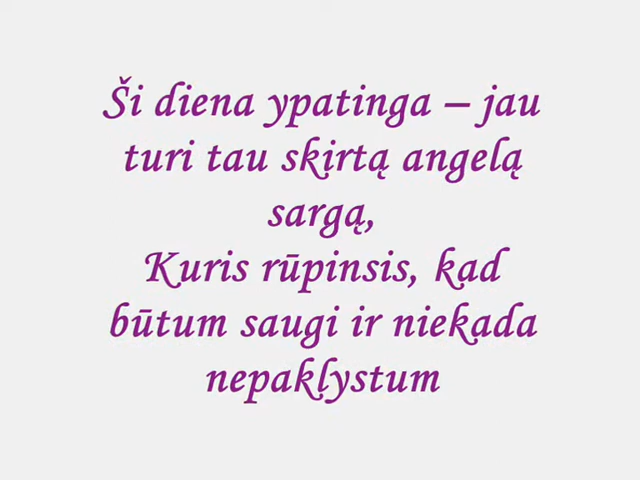 Ši diena ypatinga – jau
turi tau skirtą angelą
sargą,
Kuris rūpinsis, kad
būtum saugi ir niekada
nepaklystum